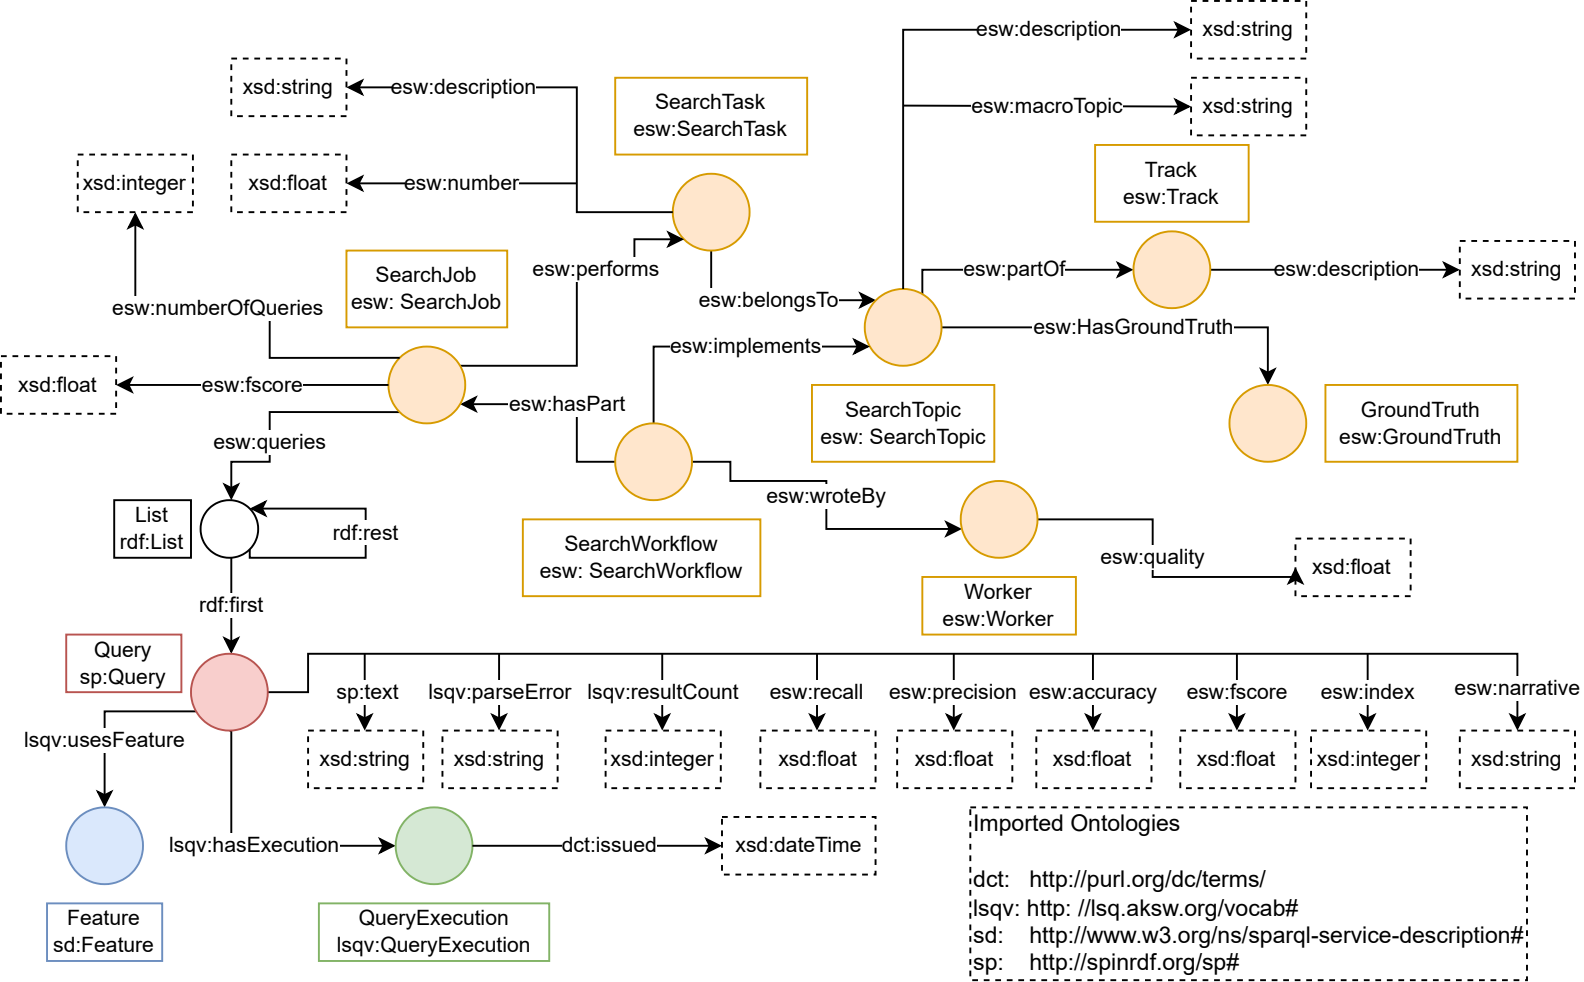 esw:description
xsd:string
xsd:string
esw:description
SearchTask
esw:SearchTask
esw:macroTopic
xsd:string
xsd:integer
xsd:float
esw:number
Track
esw:Track
SearchJob
esw: SearchJob
esw:performs
esw:partOf
esw:description
xsd:string
esw:numberOfQueries
esw:belongsTo
esw:HasGroundTruth
esw:implements
xsd:float
esw:fscore
esw:hasPart
SearchTopic
esw: SearchTopic
GroundTruth
esw:GroundTruth
esw:queries
esw:wroteBy
List
rdf:List
rdf:rest
SearchWorkflow
esw: SearchWorkflow
esw:quality
xsd:float
Worker
esw:Worker
rdf:first
Query
sp:Query
sp:text
lsqv:parseError
lsqv:resultCount
esw:recall
esw:precision
esw:accuracy
esw:fscore
esw:index
esw:narrative
lsqv:usesFeature
xsd:string
xsd:string
xsd:integer
xsd:float
xsd:float
xsd:float
xsd:float
xsd:integer
xsd:string
lsqv:hasExecution
dct:issued
xsd:dateTime
Feature
sd:Feature
QueryExecution
lsqv:QueryExecution
Imported Ontologies
dct: http://purl.org/dc/terms/
lsqv: http: //lsq.aksw.org/vocab#
sd: http://www.w3.org/ns/sparql-service-description#
sp: http://spinrdf.org/sp#